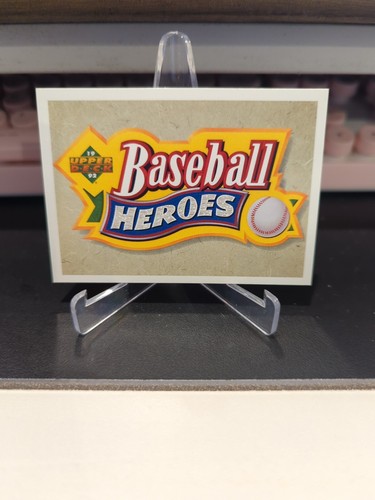 19
UPPER
DECK
93
Baseball
HEROES